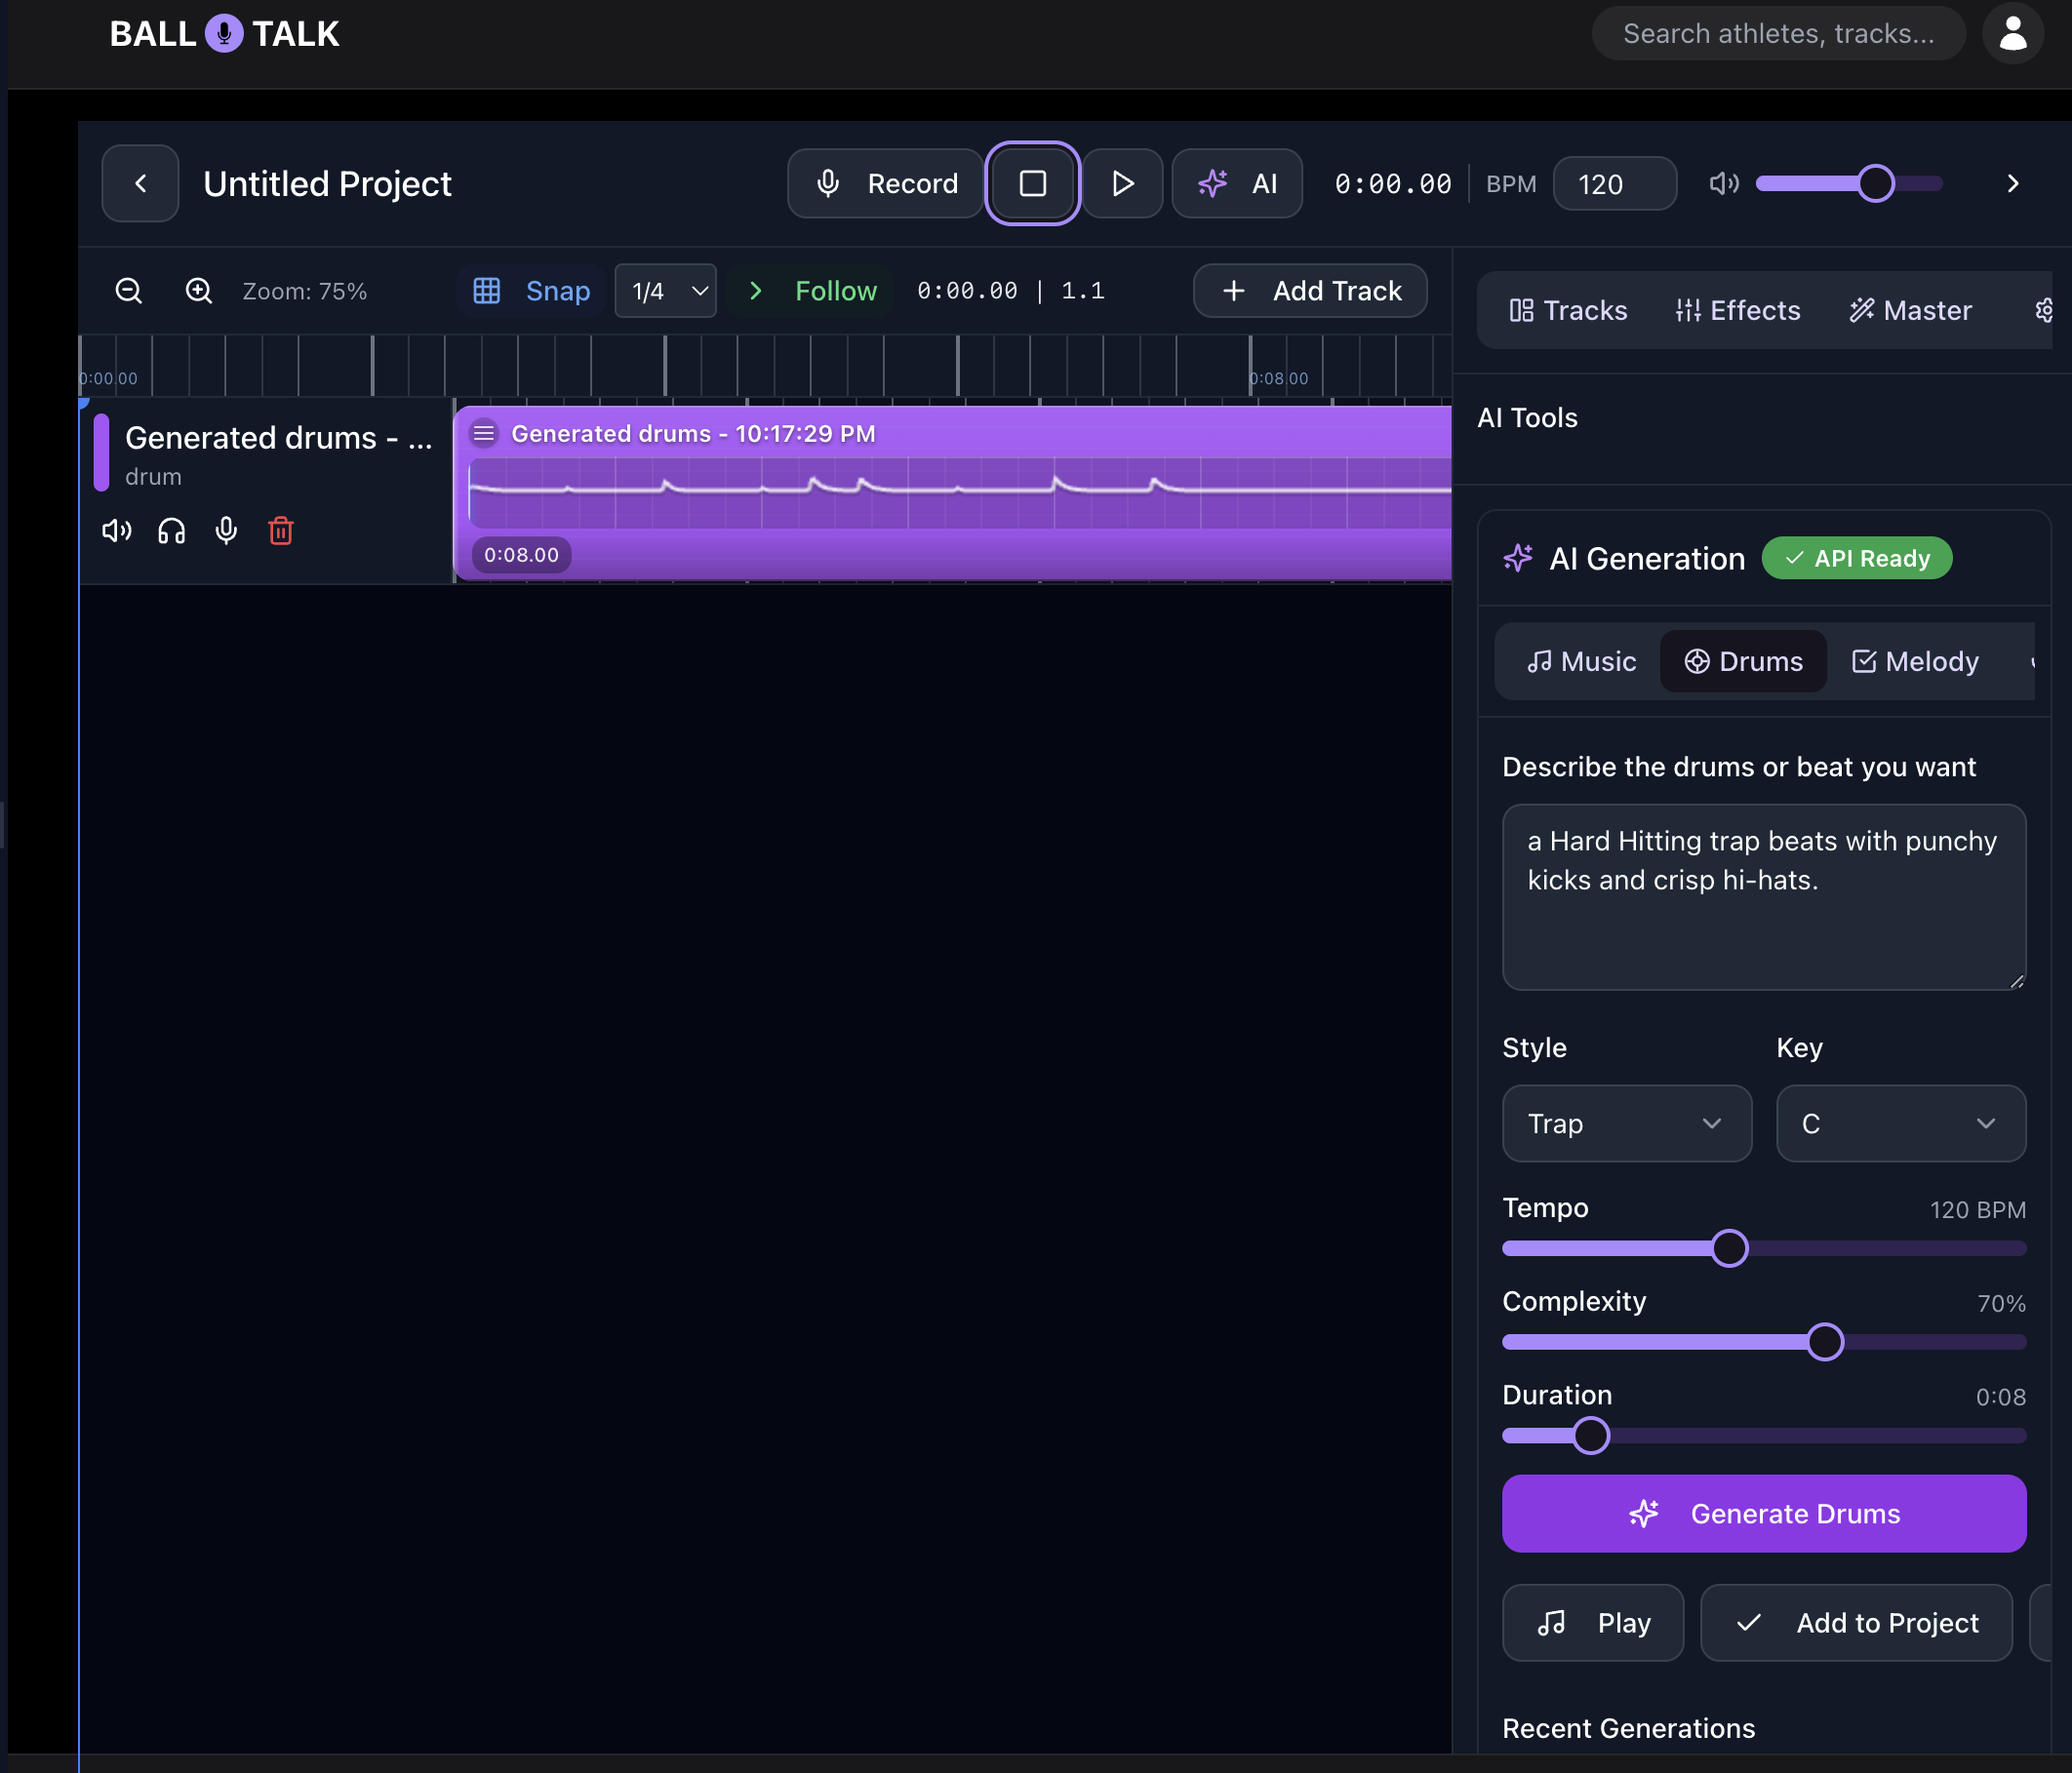 BALL TALK
Search athletes, tracks...
Untitled Project
Record
AI
0:00.00
BPM
120
Zoom: 75%
Snap
1/4
Follow
0:00.00 | 1.1
Add Track
Tracks
Effects
Master
0:00.00
0:08.00
Generated drums - ...
drum
Generated drums - 10:17:29 PM
0:08.00
AI Tools
AI Generation
API Ready
Music
Drums
Melody
Describe the drums or beat you want
a Hard Hitting trap beats with punchy
kicks and crisp hi-hats.
Style
Key
Trap
C
Tempo
120 BPM
Complexity
70%
Duration
0:08
Generate Drums
Play
Add to Project
Recent Generations